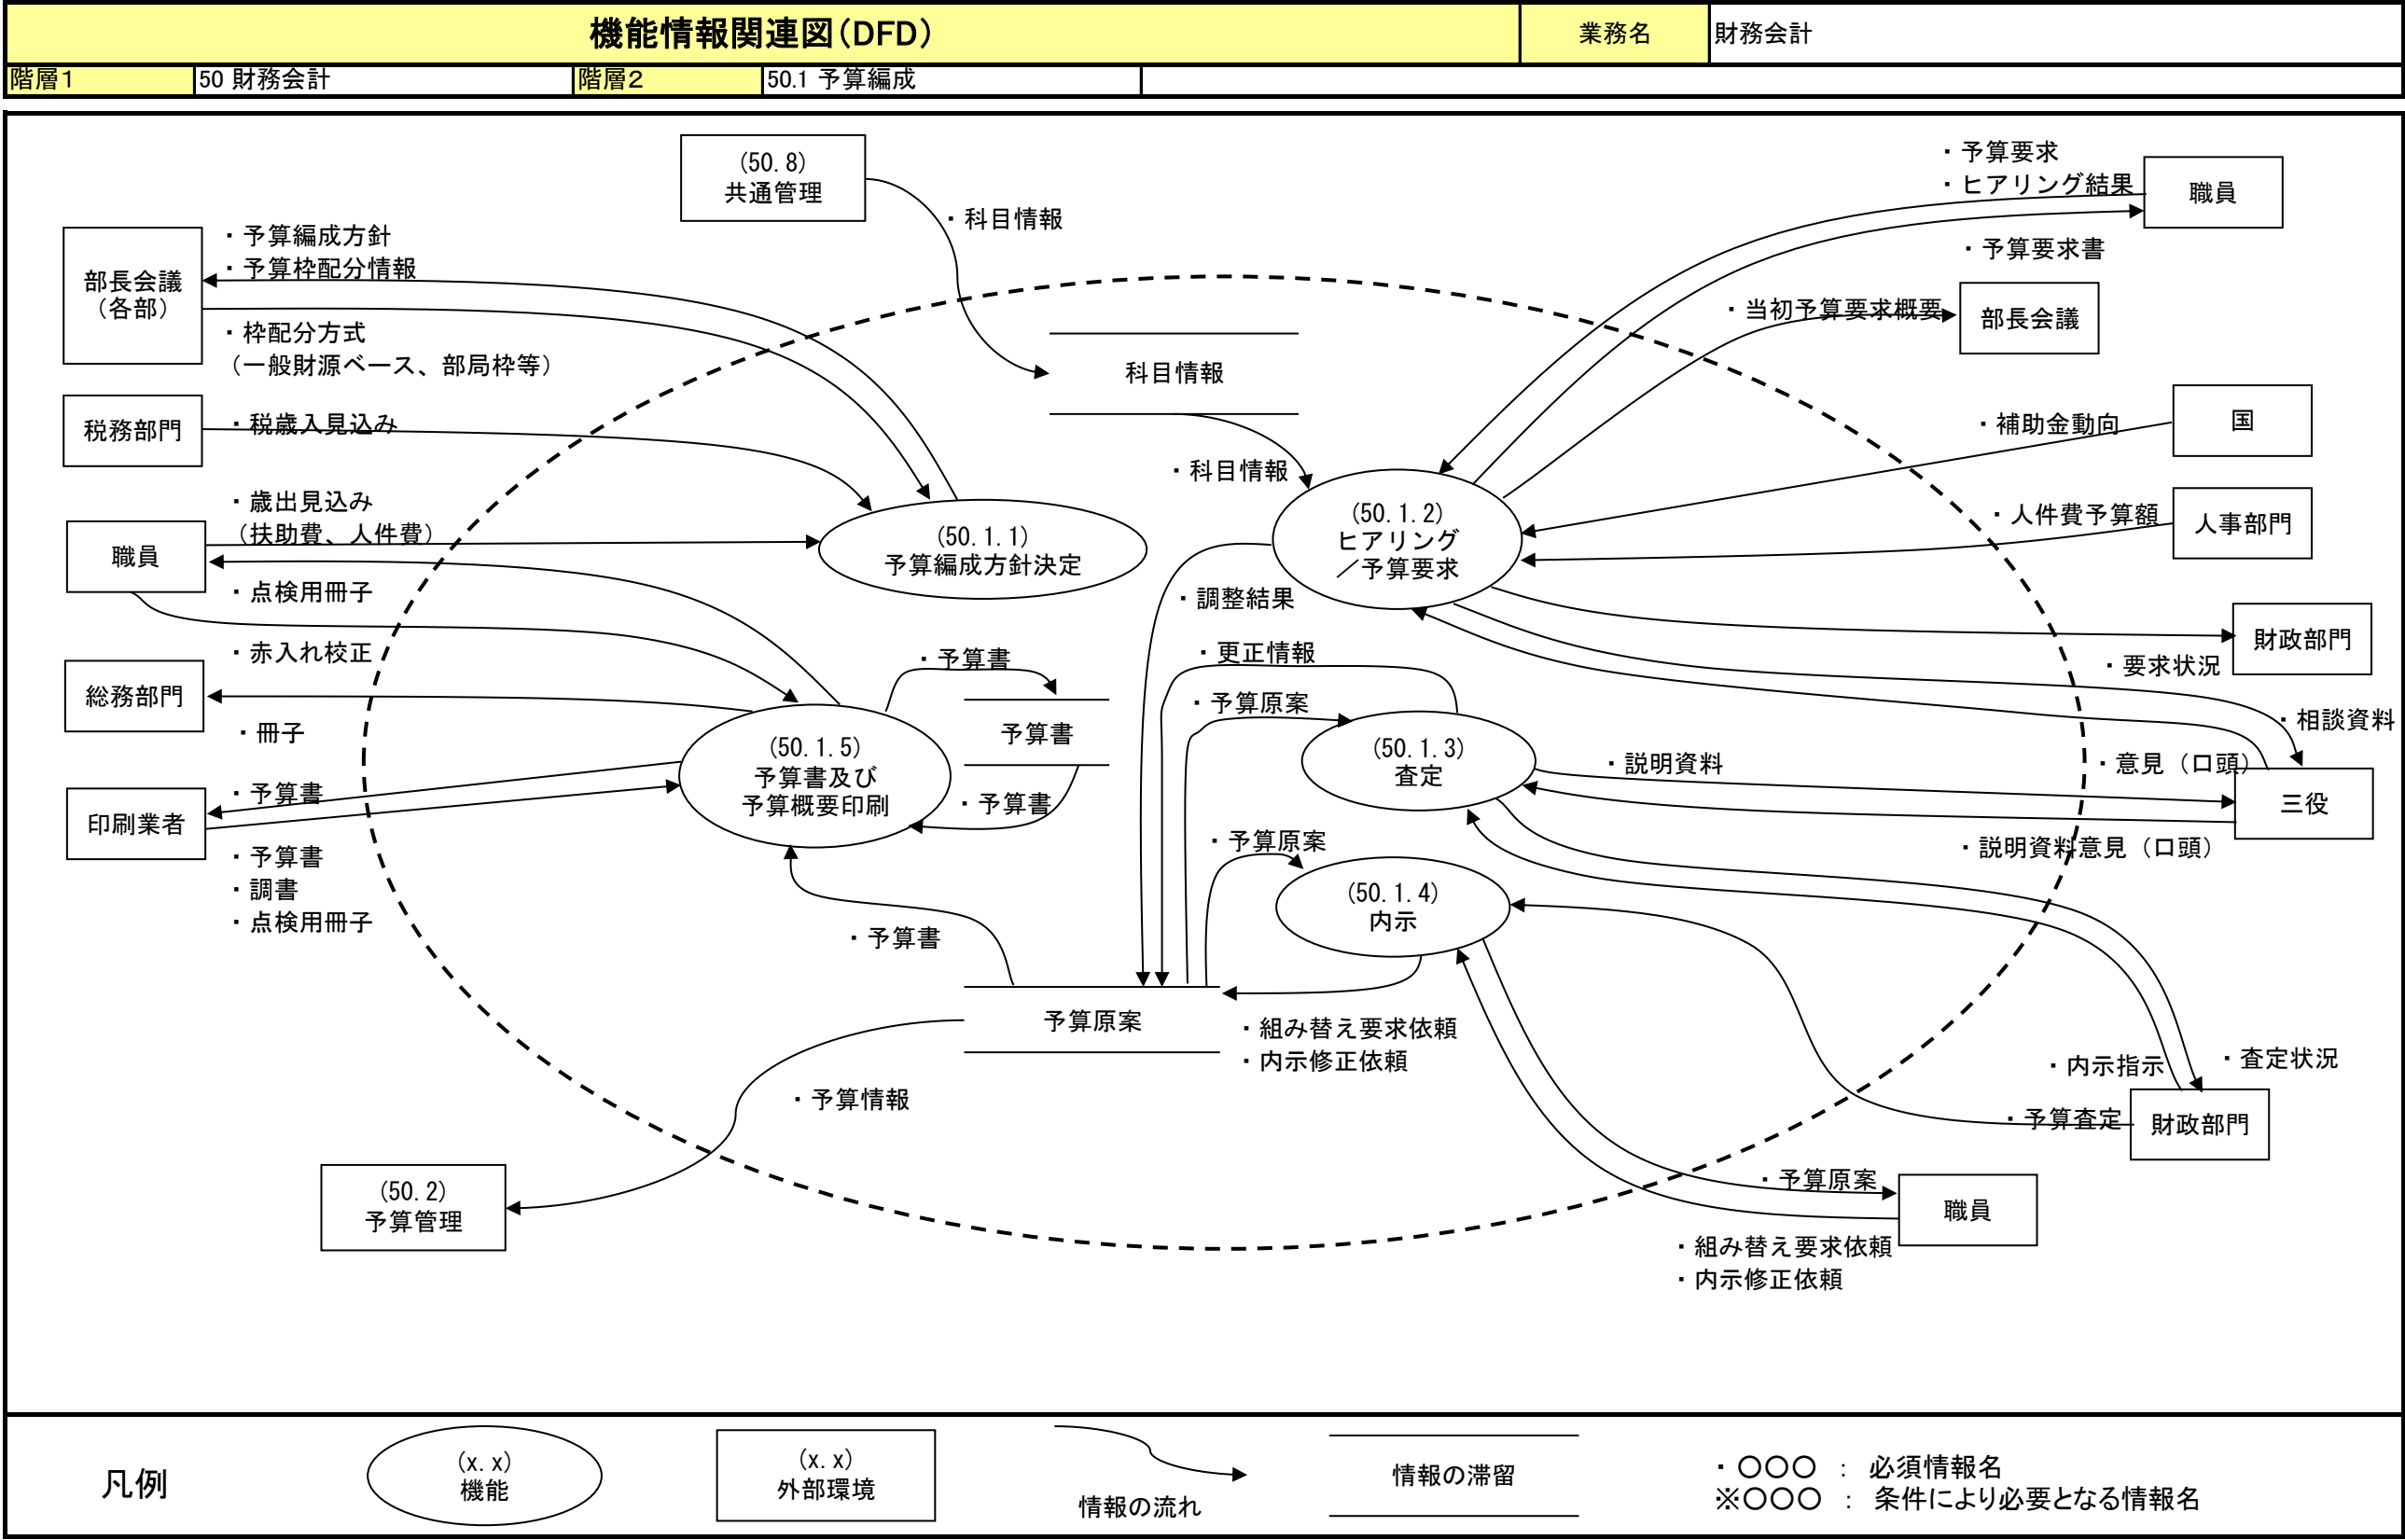 機能情報関連図(DFD)
業務名
財務会計
階層1
50 財務会計
階層2
50.1 予算編成
(50.8)
共通管理
・科目情報
・予算要求
・ヒアリング結果
職員
・予算要求書
部長会議
(各部)
・予算編成方針
・予算枠配分情報
・枠配分方式
(一般財源ベース、部局枠等)
・当初予算要求概要
部長会議
科目情報
税務部門
・税歳入見込み
・補助金動向
国
・科目情報
・歳出見込み
(扶助費、人件費)
職員
(50.1.1)
予算編成方針決定
(50.1.2)
ヒアリング
/予算要求
・人件費予算額
人事部門
・点検用冊子
・調整結果
・赤入れ校正
・予算書
・更正情報
財政部門
・要求状況
総務部門
・冊子
予算書
・予算原案
・相談資料
(50.1.5)
予算書及び
予算概要印刷
(50.1.3)
査定
・説明資料
・意見(口頭)
三役
・予算書
印刷業者
・予算書
・予算書
・調書
・点検用冊子
・予算原案
・説明資料意見(口頭)
(50.1.4)
内示
・予算書
予算原案
・組み替え要求依頼
・内示修正依頼
・内示指示
・査定状況
・予算情報
・予算査定
財政部門
(50.2)
予算管理
・予算原案
職員
・組み替え要求依頼
・内示修正依頼
凡例
(x.x)
機能
(x.x)
外部環境
情報の流れ
情報の滞留
・○○○ : 必須情報名
※○○○ : 条件により必要となる情報名